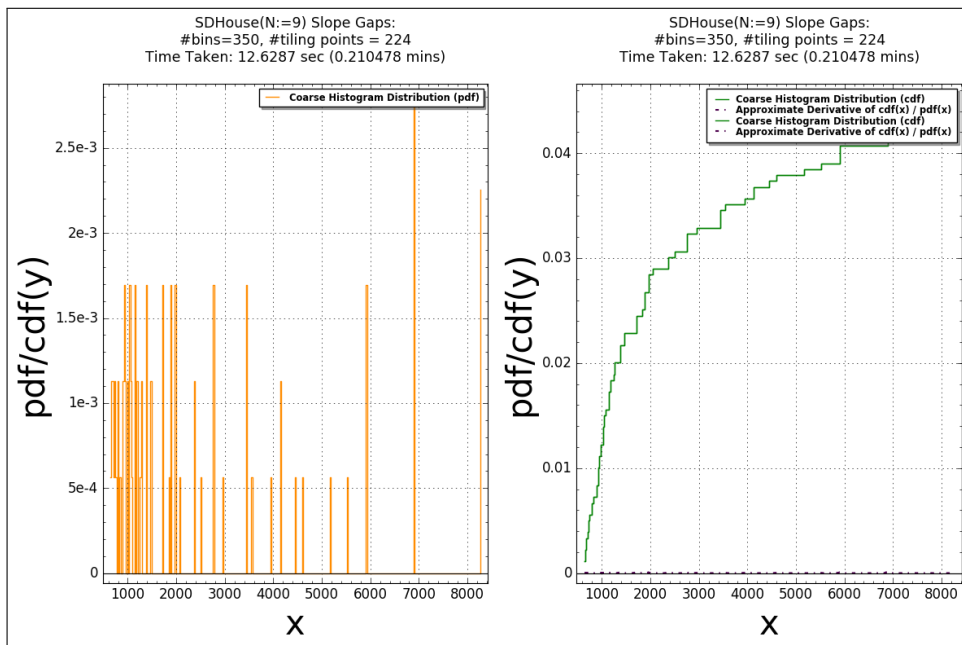 SDHouse(N:=9) Slope Gaps:
#bins=350, #tiling points = 224
Time Taken: 12.6287 sec (0.210478 mins)
Coarse Histogram Distribution (pdf)
2.5e-3
2e-3
1.5e-3
1e-3
5e-4
0
pdf/cdf(y)
1000 2000 3000 4000 5000 6000 7000 8000
x
SDHouse(N:=9) Slope Gaps:
#bins=350, #tiling points = 224
Time Taken: 12.6287 sec (0.210478 mins)
Coarse Histogram Distribution (cdf)
Approximate Derivative of cdf(x) / pdf(x)
Coarse Histogram Distribution (cdf)
Approximate Derivative of cdf(x) / pdf(x)
0.04
0.03
0.02
0.01
0
pdf/cdf(y)
1000 2000 3000 4000 5000 6000 7000 8000
x